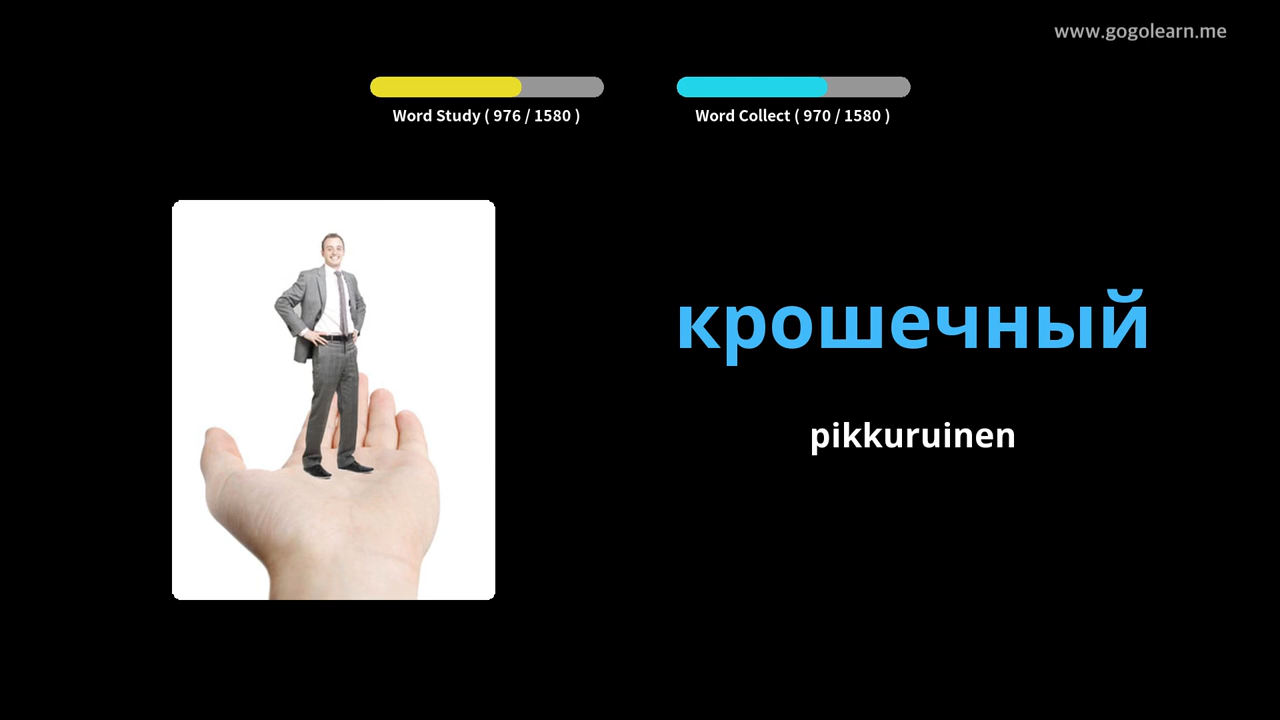 www.gogolearn.me
Word Study ( 976 / 1580 )
Word Collect ( 970 / 1580 )
крошечный
pikkuruinen